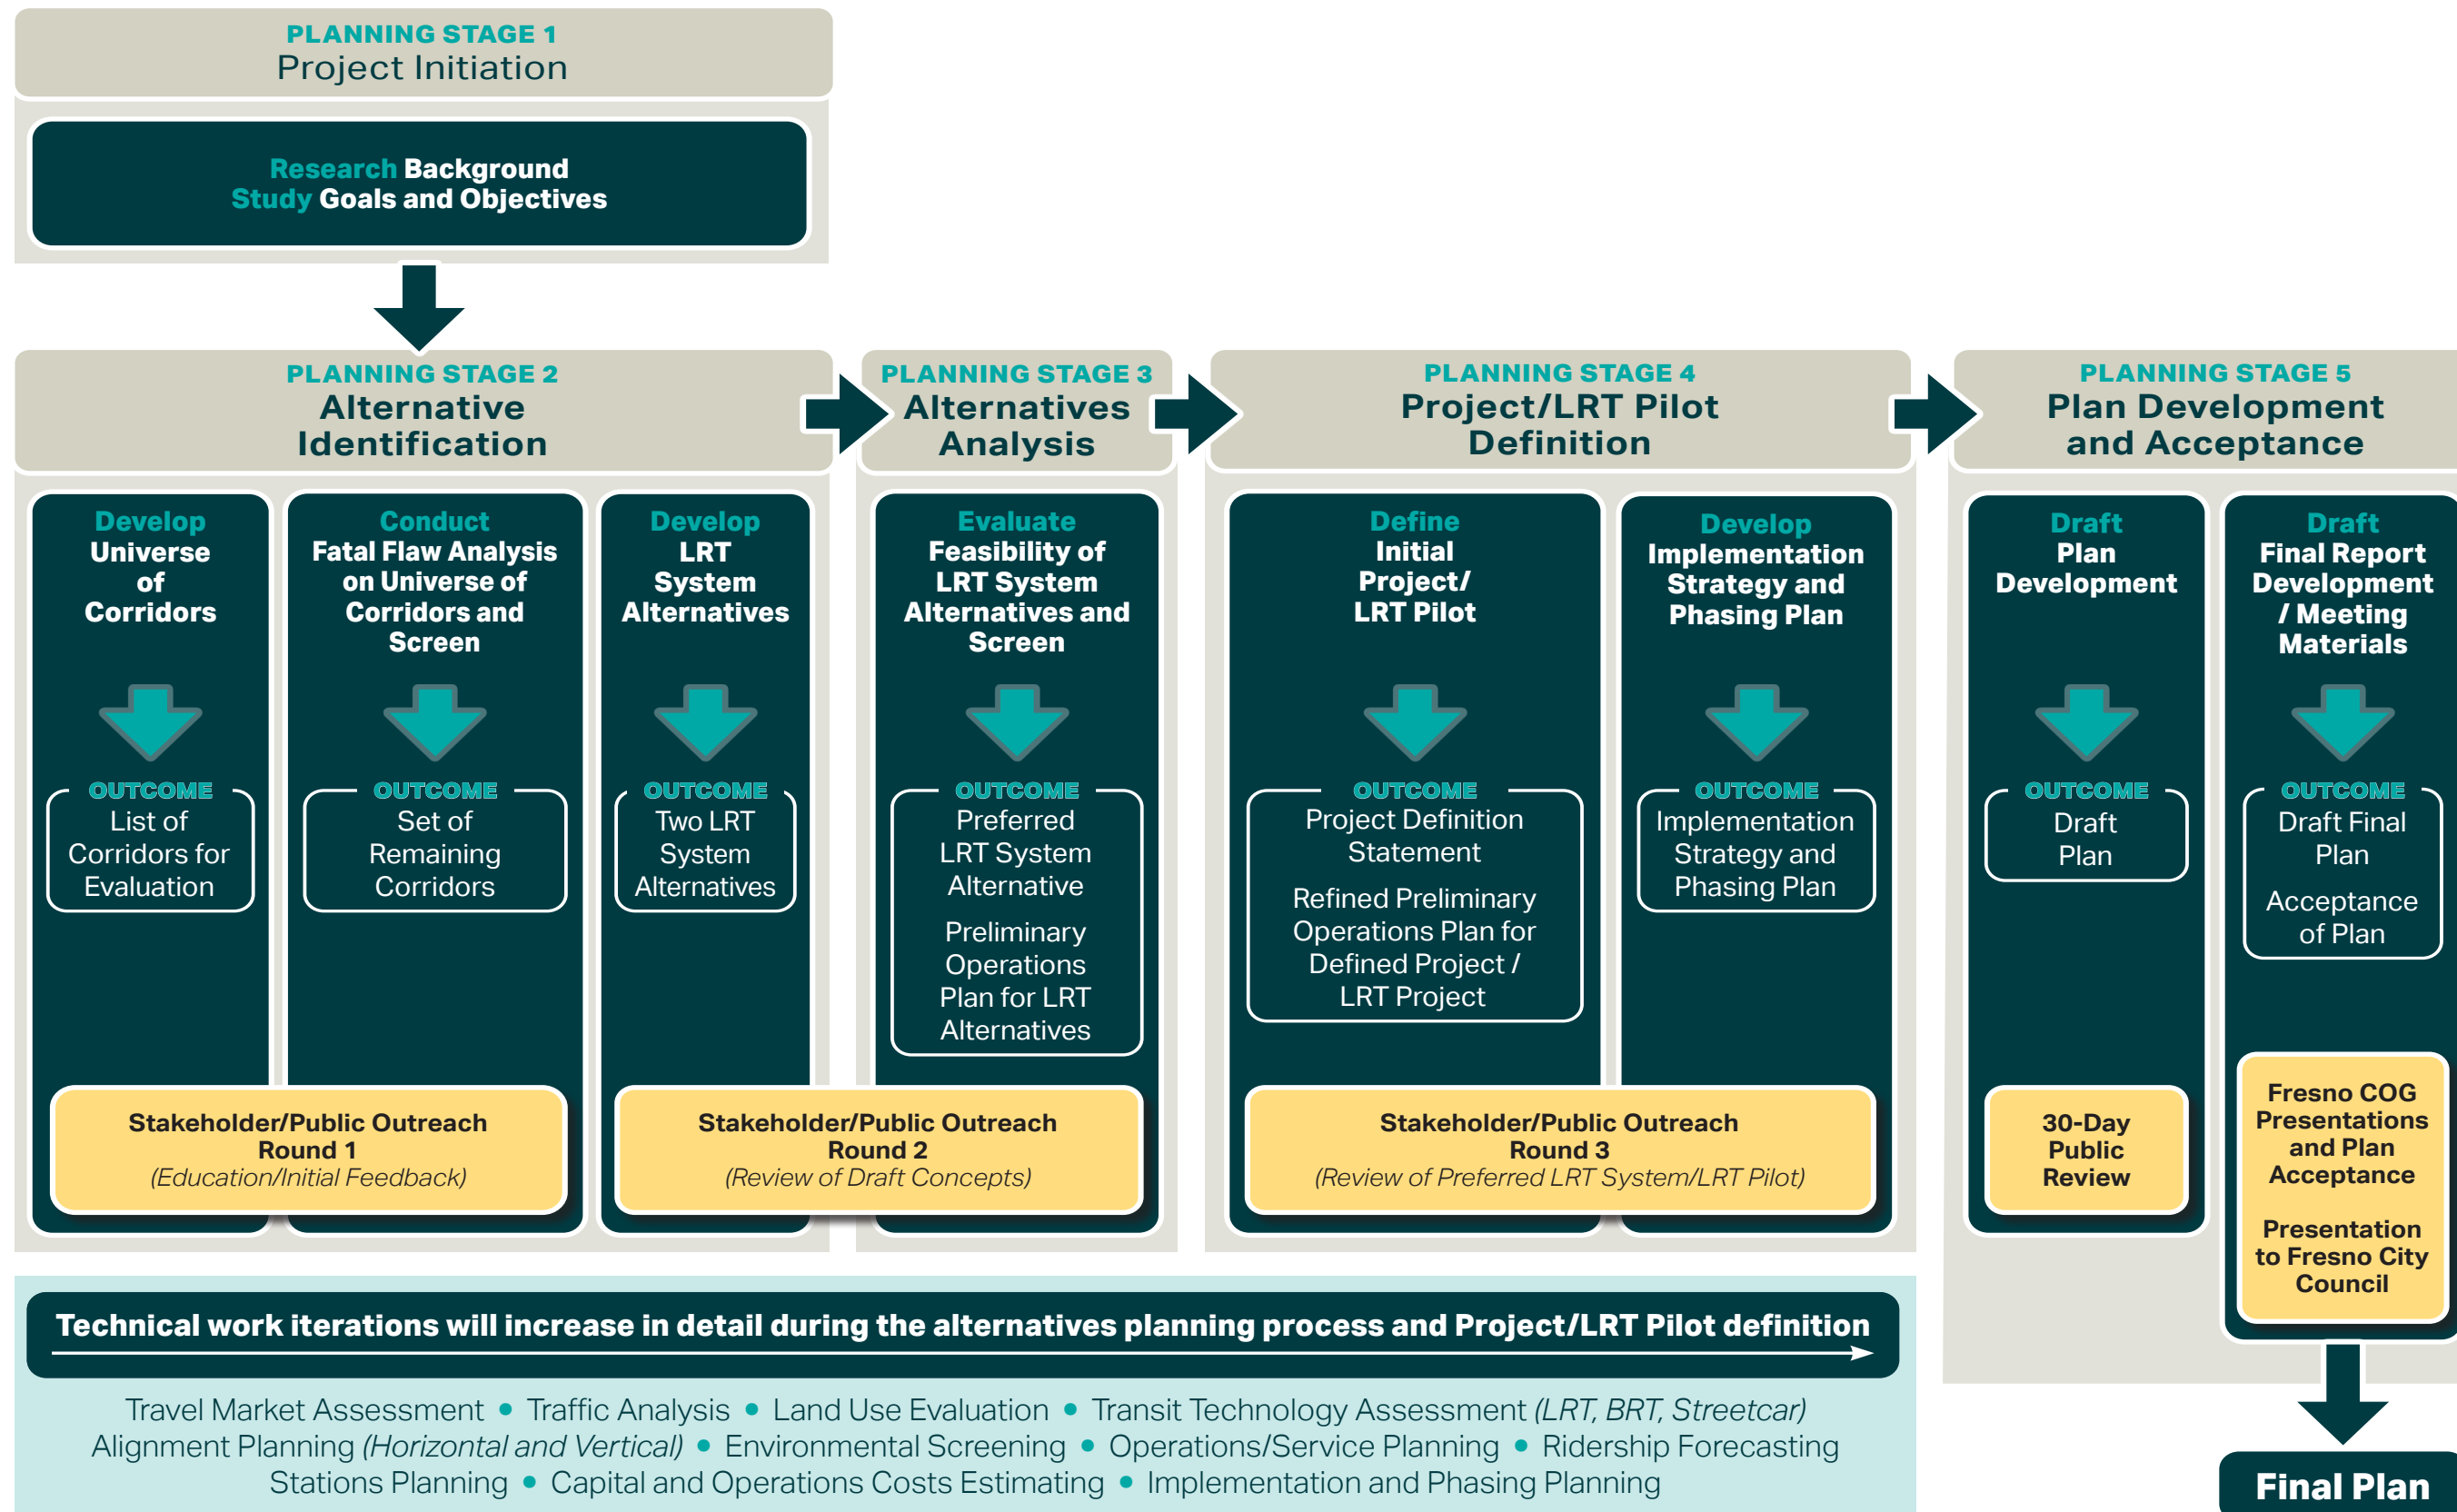 PLANNING STAGE 1
Project Initiation
Research Background
Study Goals and Objectives
PLANNING STAGE 2
Alternative
Identification
PLANNING STAGE 3
Alternatives
Analysis
PLANNING STAGE 4
Project/LRT Pilot
Definition
PLANNING STAGE 5
Plan Development
and Acceptance
Develop
Universe
of
Corridors
OUTCOME
List of
Corridors for
Evaluation
Conduct
Fatal Flaw Analysis
on Universe of
Corridors and
Screen
OUTCOME
Set of
Remaining
Corridors
Develop
LRT
System
Alternatives
OUTCOME
Two LRT
System
Alternatives
Evaluate
Feasibility of
LRT System
Alternatives and
Screen
OUTCOME
Preferred
LRT System
Alternative
Preliminary
Operations
Plan for LRT
Alternatives
Define
Initial
Project/
LRT Pilot
OUTCOME
Project Definition
Statement
Refined Preliminary
Operations Plan for
Defined Project /
LRT Project
Develop
Implementation
Strategy and
Phasing Plan
OUTCOME
Implementation
Strategy and
Phasing Plan
Draft
Plan
Development
OUTCOME
Draft
Plan
Draft
Final Report
Development
/ Meeting
Materials
OUTCOME
Draft Final
Plan
Acceptance
of Plan
Stakeholder/Public Outreach
Round 1
(Education/Initial Feedback)
Stakeholder/Public Outreach
Round 2
(Review of Draft Concepts)
Stakeholder/Public Outreach
Round 3
(Review of Preferred LRT System/LRT Pilot)
30-Day
Public
Review
Fresno COG
Presentations
and Plan
Acceptance
Presentation
to Fresno City
Council
Technical work iterations will increase in detail during the alternatives planning process and Project/LRT Pilot definition
Travel Market Assessment • Traffic Analysis • Land Use Evaluation • Transit Technology Assessment (LRT, BRT, Streetcar)
Alignment Planning (Horizontal and Vertical) • Environmental Screening • Operations/Service Planning • Ridership Forecasting
Stations Planning • Capital and Operations Costs Estimating • Implementation and Phasing Planning
Final Plan